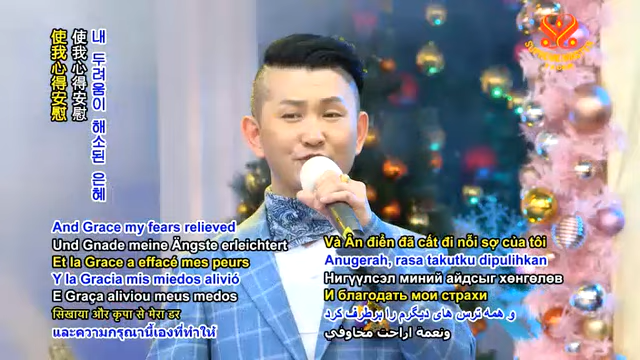 使我心得安慰
使我心得安慰
내 두려움이 해소된 은혜
And Grace my fears relieved
Und Gnade meine Ängste erleichtert
Et la Grace a effacé mes peurs
Y la Gracia mis miedos alivió
E Graça aliviou meus medos
सिखाया और कृपा से मेरा डर
และความกรุณานี้เองที่ทำให้
Và Ân điển đã cất đi nỗi sợ của tôi
Anugerah, rasa takutku dipulihkan
Нигүүлсэл миний айдсыг хөнгөлөв
И благодать мои страхи
و همه ترس های دیگرم را برطرف کرد
ونعمة اراحت مخاوفي